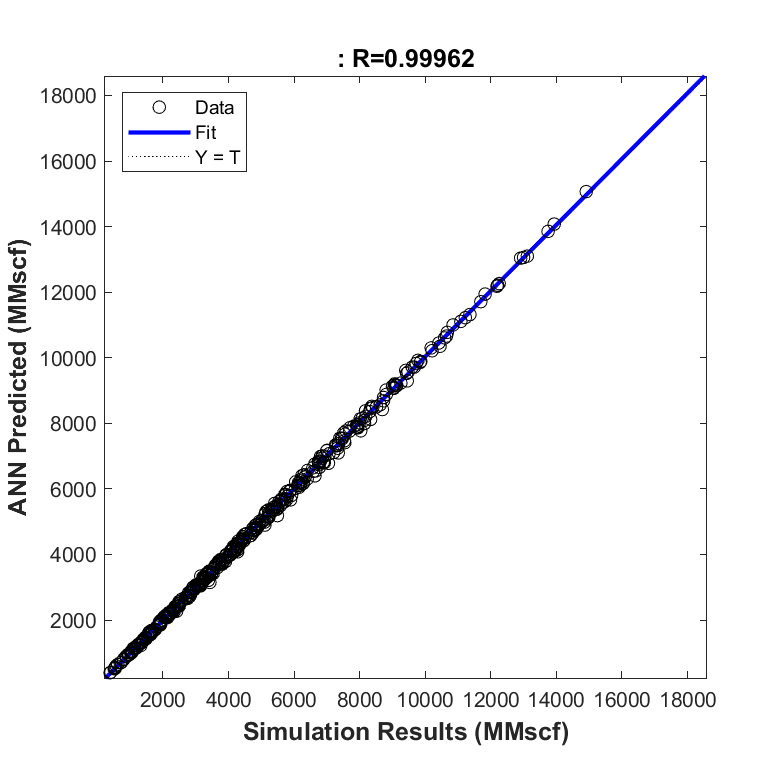 : R=0.99962
18000
16000
14000
12000
10000
8000
6000
4000
2000
ANN Predicted (MMscf)
Data
Fit
Y = T
2000 4000 6000 8000 10000 12000 14000 16000 18000
Simulation Results (MMscf)